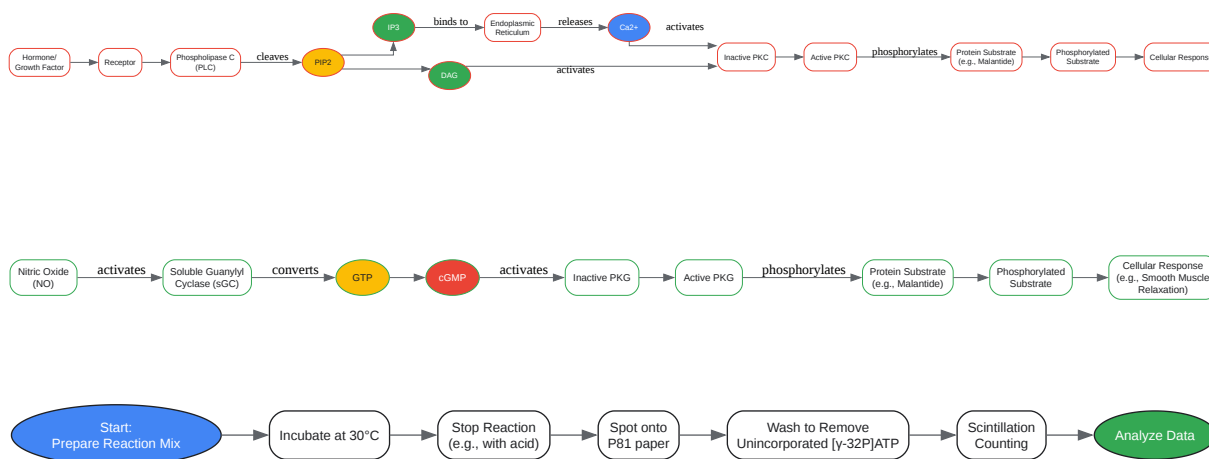 Hormone/
Growth Factor
Receptor
Phospholipase C
(PLC)
cleaves
PIP2
IP3
binds to
Endoplasmic
Reticulum
releases
Ca2+
activates
DAG
activates
Inactive PKC
Active PKC
phosphorylates
Protein Substrate
(e.g., Malantide)
Phosphorylated
Substrate
Cellular Response
Nitric Oxide
(NO)
activates
Soluble Guanylyl
Cyclase (sGC)
converts
GTP
cGMP
activates
Inactive PKG
Active PKG
phosphorylates
Protein Substrate
(e.g., Malantide)
Phosphorylated
Substrate
Cellular Response
(e.g., Smooth Muscle
Relaxation)
Start:
Prepare Reaction Mix
Incubate at 30°C
Stop Reaction
(e.g., with acid)
Spot onto
P81 paper
Wash to Remove
Unincorporated [γ-32P]ATP
Scintillation
Counting
Analyze Data